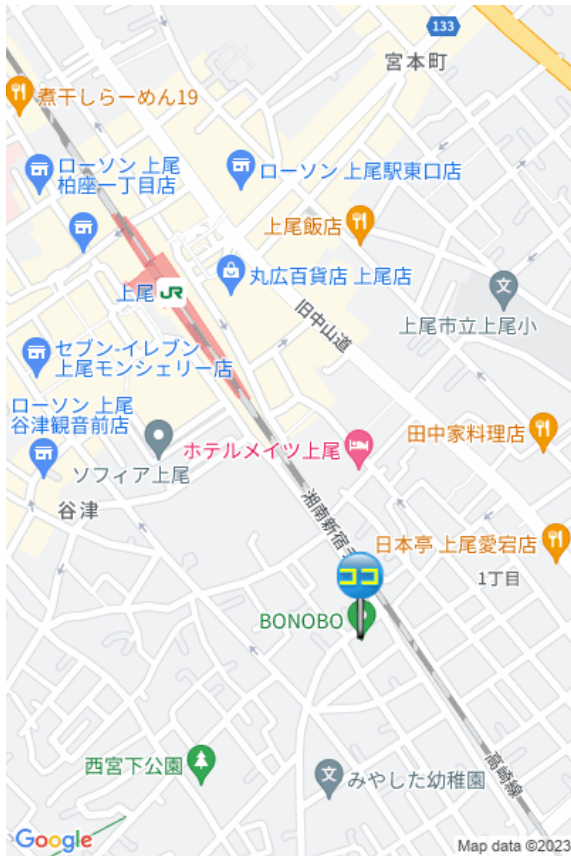 133
宮本町
煮干しらーめん19
ローソン 上尾
柏座一丁目店
ローソン 上尾駅東口店
上尾飯店
丸広百貨店 上尾店
上尾 JR
文
上尾市立上尾小
旧中山道
セブン-イレブン
上尾モンシェリー店
ローソン 上尾
谷津観音前店
ホテルメイツ上尾
田中家料理店
ソフィア上尾
谷津
湘南新宿
日本亭 上尾愛宕店
ココ
1丁目
BONOBO
西宮下公園
文
みやした幼稚園
高崎線
Google
Map data ©2023